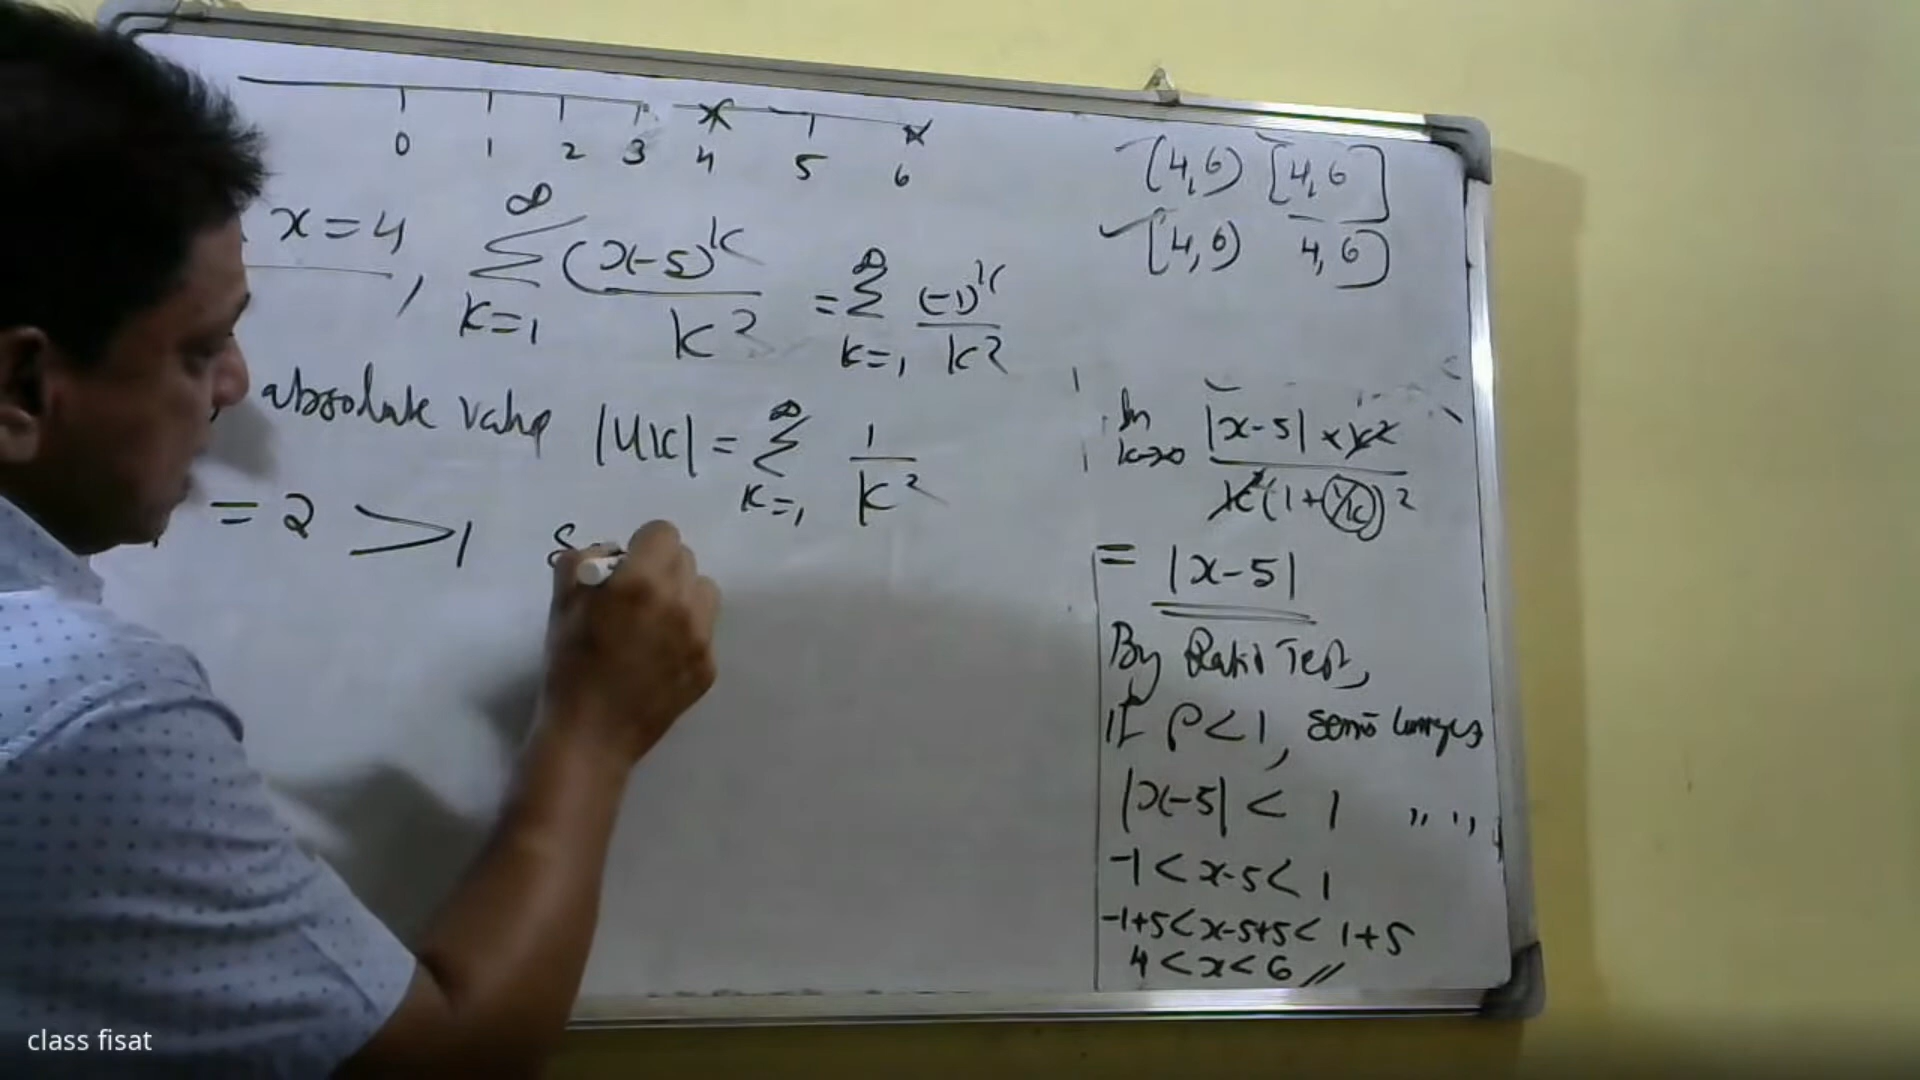 0 1 2 3 4 5 6
x=4, ∞ Σ k=1 (x-5)^k / k² = ∞ Σ k=1 (-1)^k / k²
absolute value |uk| = ∞ Σ k=1 1 / k²
= 2 > 1
(4,6) [4,6]
[4,6) 4,6]
k→∞ |x-5| × k² / k²(1+(1/k))²
= |x-5|
By Ratio Test,
If ρ<1, series converges
|x-5| < 1 ,, ,,
-1 < x-5 < 1
-1+5 < x-5+5 < 1+5
4 < x < 6 //
class fisat